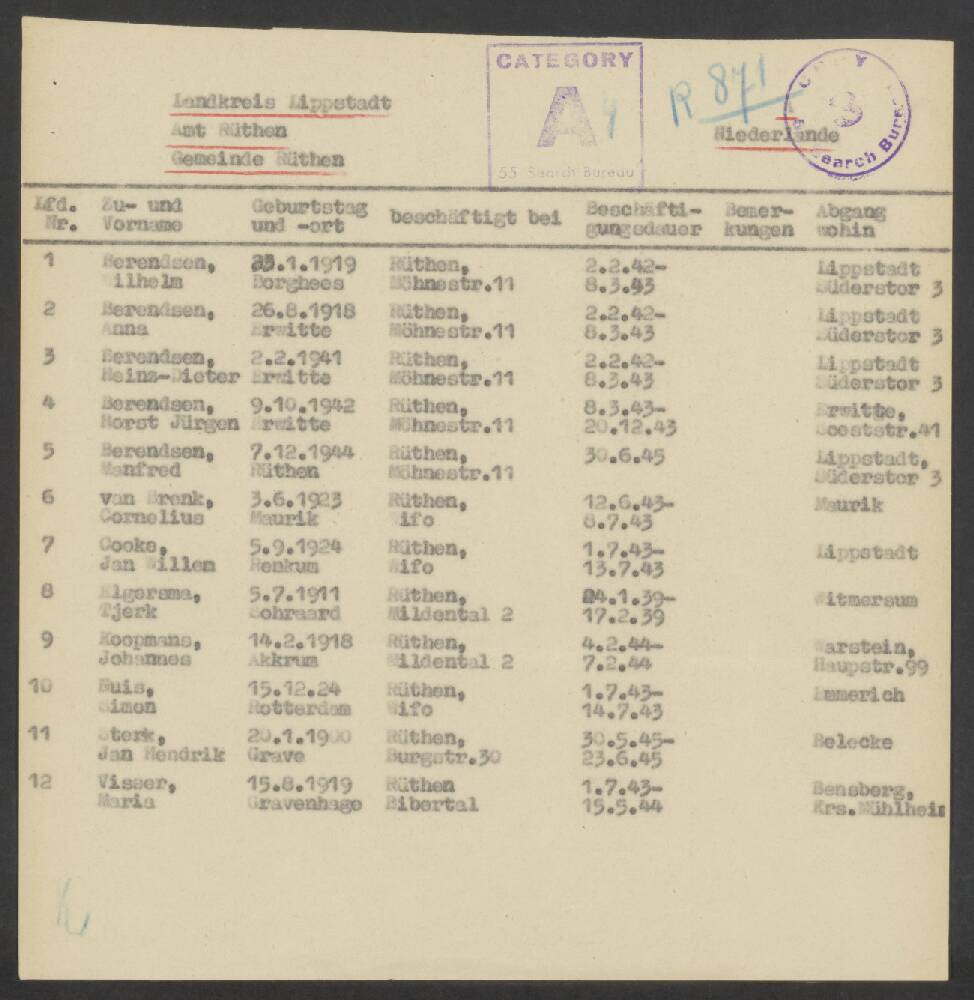 CATEGORY
A 4
55 Search Bureau
R 871
COPY
3
Search Bureau
Landkreis Lippstadt
Amt Rüthen
Gemeinde Rüthen
Niederlande
Lfd. Zu- und Geburtstag beschäftigt bei Beschäfti- Bemer- Abgang
Nr. Vorname und -ort gungsdauer kungen wohin
1 Berendsen, 23.1.1919 Rüthen, 2.2.42- Lippstadt
Wilhelm Borghees Möhnestr.11 8.3.43 Süderstor 3
2 Berendsen, 26.8.1918 Rüthen, 2.2.42- Lippstadt
Anna Erwitte Möhnestr.11 8.3.43 Süderstor 3
3 Berendsen, 2.2.1941 Rüthen, 2.2.42- Lippstadt
Heinz-Dieter Erwitte Möhnestr.11 8.3.43 Süderstor 3
4 Berendsen, 9.10.1942 Rüthen, 8.3.43- Erwitte,
Horst Jürgen Erwitte Möhnestr.11 20.12.43 Soeststr.41
5 Berendsen, 7.12.1944 Rüthen, 30.6.45 Lippstadt,
Manfred Rüthen Möhnestr.11 Süderstor 3
6 van Brenk, 3.6.1923 Rüthen, 12.6.43- Maurik
Cornelius Maurik Wifo 8.7.43
7 Cooke, 5.9.1924 Rüthen, 1.7.43- Lippstadt
Jan Willem Renkum Wifo 13.7.43
8 Elgersma, 5.7.1911 Rüthen, 24.1.39- Witmarsum
Tjerk Schraard Mildental 2 17.2.39
9 Koopmans, 14.2.1918 Rüthen, 4.2.44- Warstein,
Johannes Akkrum Wildental 2 7.2.44 Haupstr.99
10 Buis, 15.12.24 Rüthen, 1.7.43- Emmerich
Simon Rotterdam Wifo 14.7.43
11 Sterk, 20.1.1900 Rüthen, 30.5.45- Belecke
Jan Hendrik Grave Burgstr.30 23.6.45
12 Visser, 15.8.1919 Rüthen 1.7.43- Bensberg,
Maria Gravenhage Bibertal 15.5.44 Krs.Mühlheim